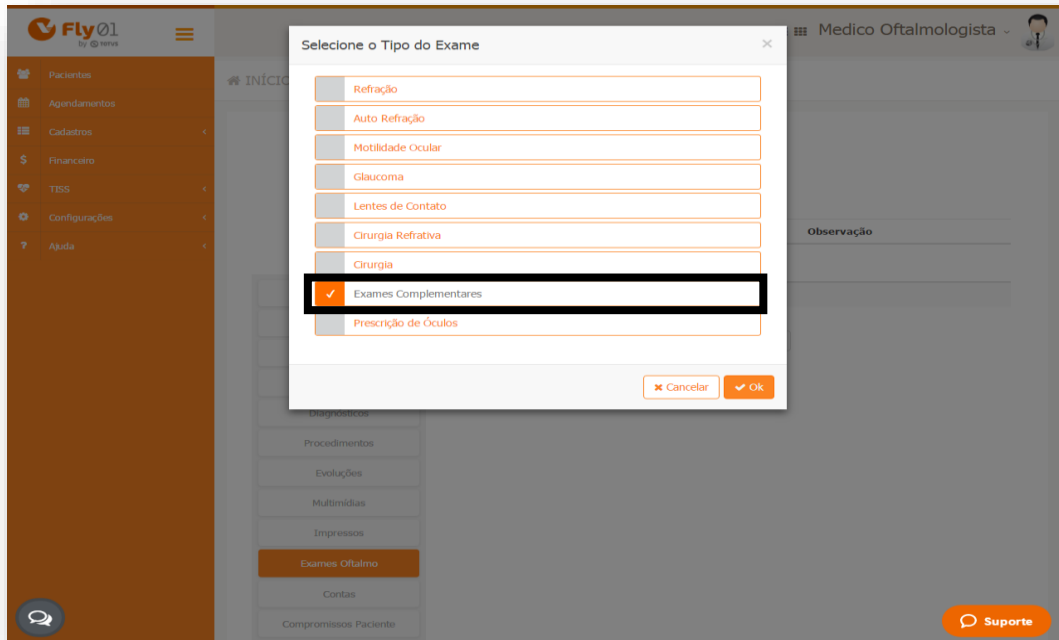 Fly01
by
Medico Oftalmologista
Pacientes
Agendamentos
Cadastros
Financeiro
TISS
Configurações
? Ajuda
INÍCIO
Selecione o Tipo do Exame
×
Refração
Auto Refração
Motilidade Ocular
Glaucoma
Lentes de Contato
Cirurgia Refrativa
Cirurgia
Exames Complementares
Prescrição de Óculos
Cancelar
Ok
Observação
Diagnósticos
Procedimentos
Evoluções
Multimídias
Impressos
Exames Oftalmo
Contas
Compromissos Paciente
Suporte